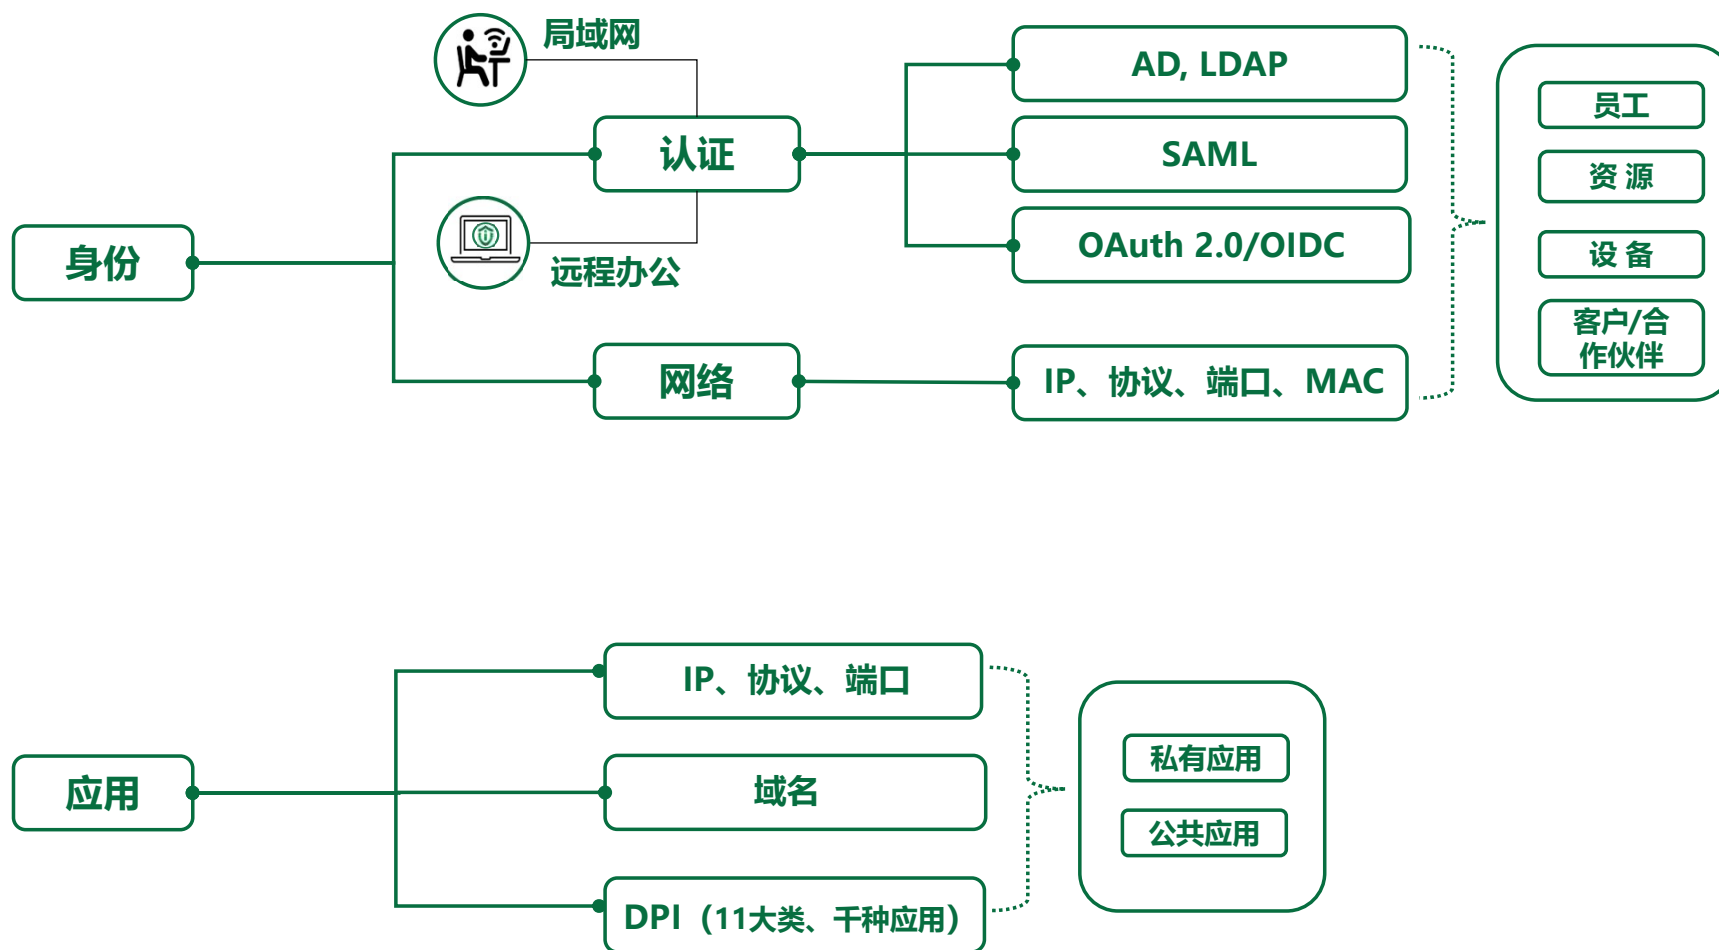 局域网
AD, LDAP
员工
认证
SAML
资 源
身份
远程办公
OAuth 2.0/OIDC
设 备
客户/合
作伙伴
网络
IP、协议、端口、MAC
IP、协议、端口
私有应用
应用
域名
公共应用
DPI（11大类、千种应用）